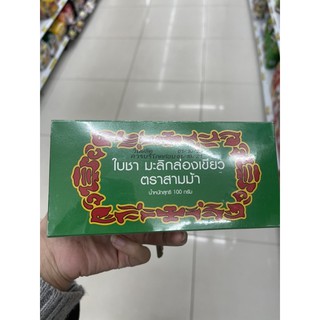 ใบชา มะลิกล่องเขียว
ตราสามม้า
น้ำหนักสุทธิ 100 กรัม